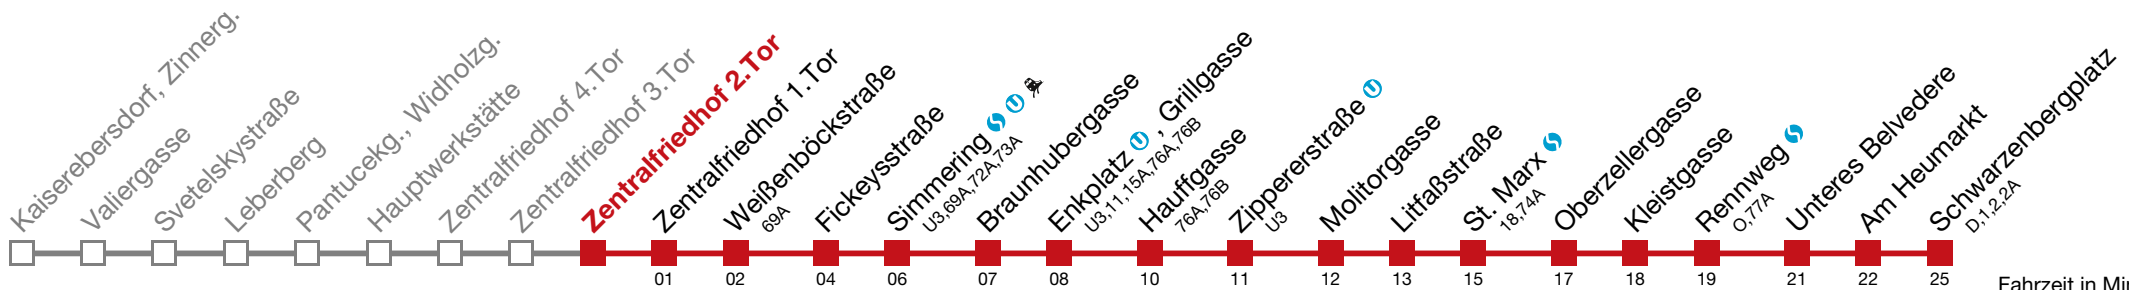 Kaiserebersdorf, Zinnerg.
Valiergasse
Svetelskystraße
Leberberg
Pantucekg., Widholzg.
Hauptwerkstätte
Zentralfriedhof 4.Tor
Zentralfriedhof 3.Tor
Zentralfriedhof 2.Tor
Zentralfriedhof 1.Tor
Weißenböckstraße
69A
Fickeysstraße
Simmering
U3,69A,72A,73A
Braunhubergasse
Enkplatz U, Grillgasse
U3,11,15A,76A,76B
Hauffgasse
76A,76B
Zippererstraße U
U3
Molitorgasse
Litfaßstraße
St. Marx
18,74A
Oberzellergasse
Kleistgasse
Rennweg
O,77A
Unteres Belvedere
Am Heumarkt
Schwarzenbergplatz
D,1,2,2A
01 02 04 06 07 08 10 11 12 13 15 17 18 19 21 22 25
Fahrzeit in